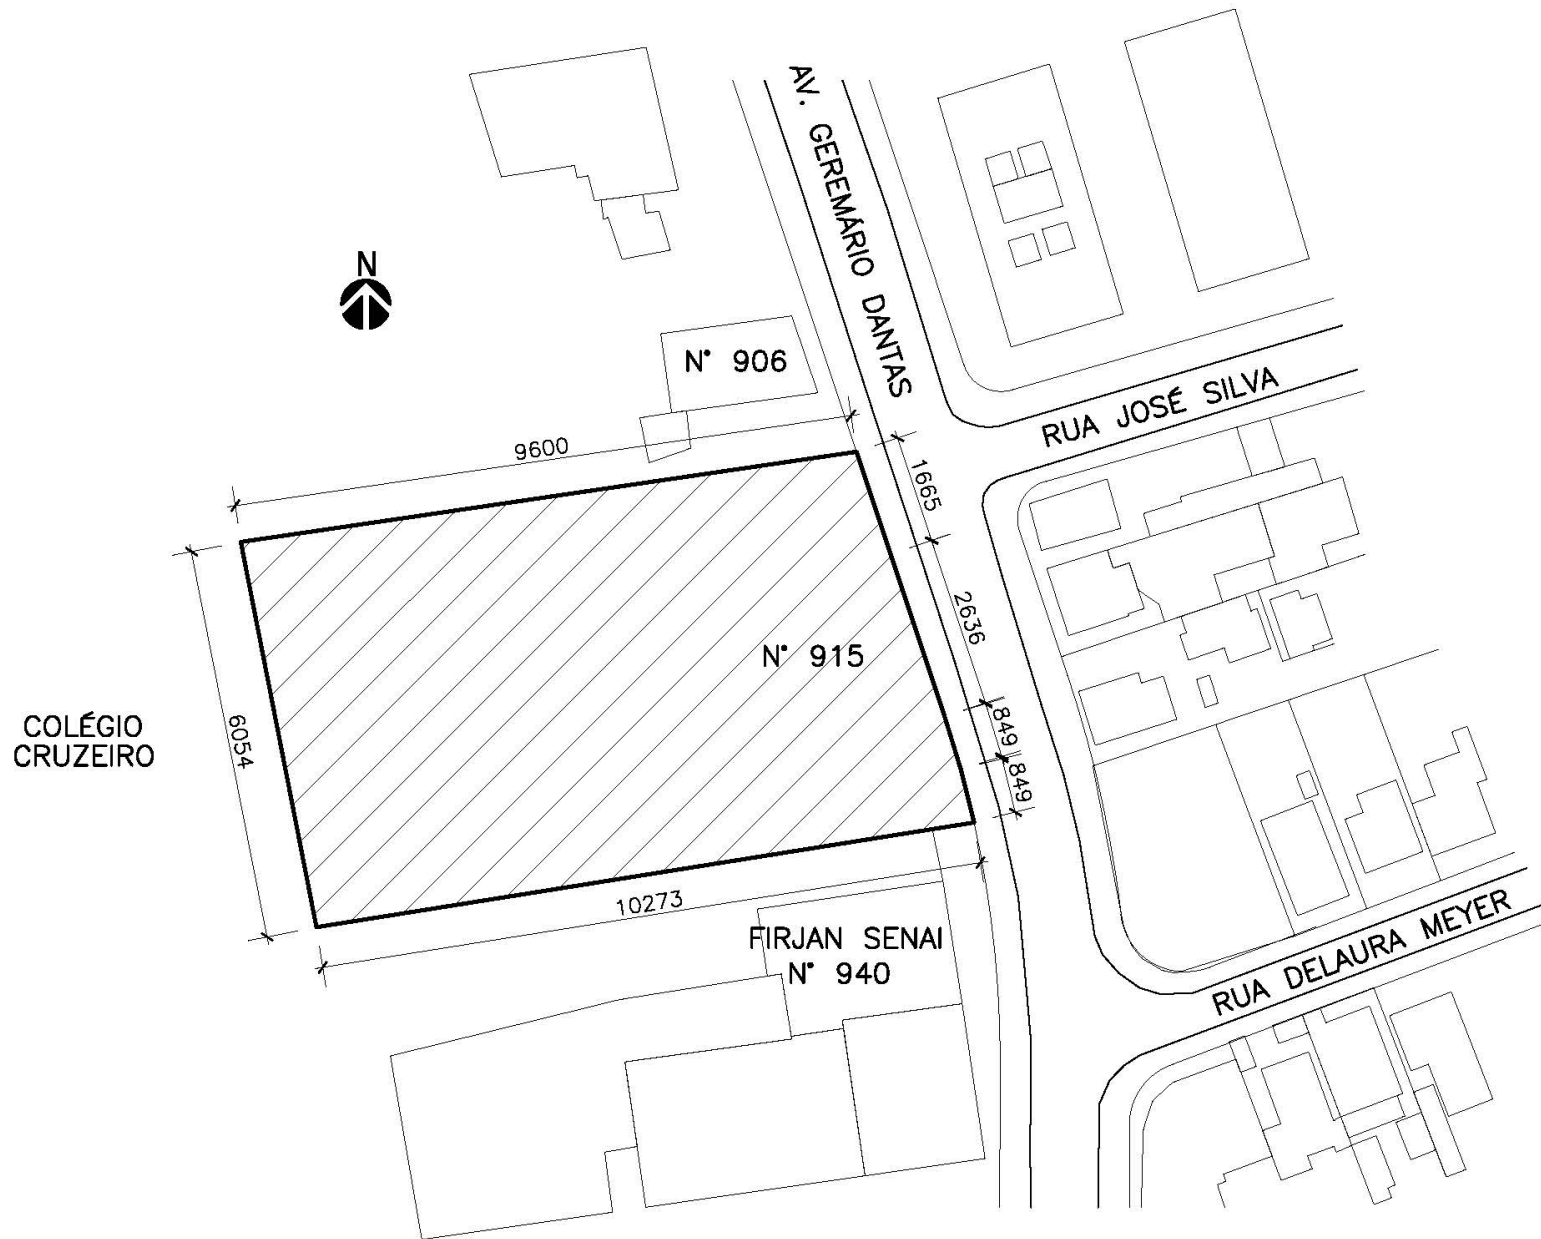 AV. GEREMÁRIO DANTAS
N
N° 906
RUA JOSÉ SILVA
9600
1665
2636
N° 915
COLÉGIO
CRUZEIRO
6054
849
849
10273
FIRJAN SENAI
N° 940
RUA DELAURA MEYER